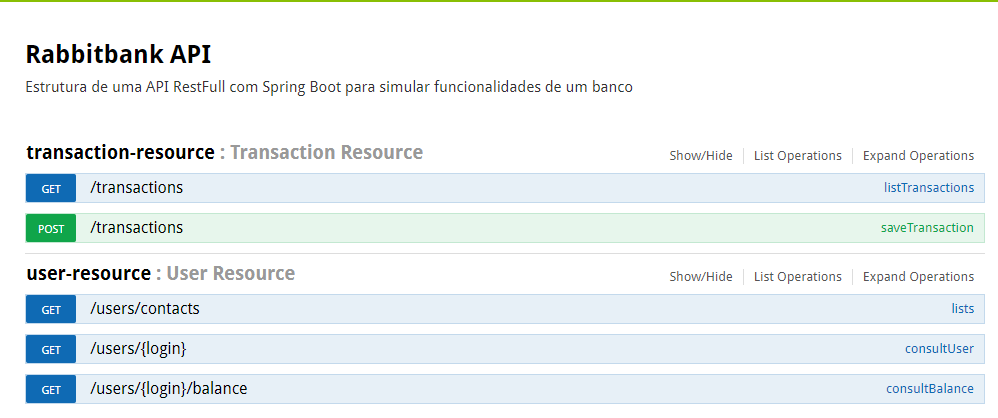 Rabbitbank API
Estrutura de uma API RestFull com Spring Boot para simular funcionalidades de um banco
transaction-resource : Transaction Resource Show/Hide List Operations Expand Operations
GET /transactions listTransactions
POST /transactions saveTransaction
user-resource : User Resource Show/Hide List Operations Expand Operations
GET /users/contacts lists
GET /users/{login} consultUser
GET /users/{login}/balance consultBalance